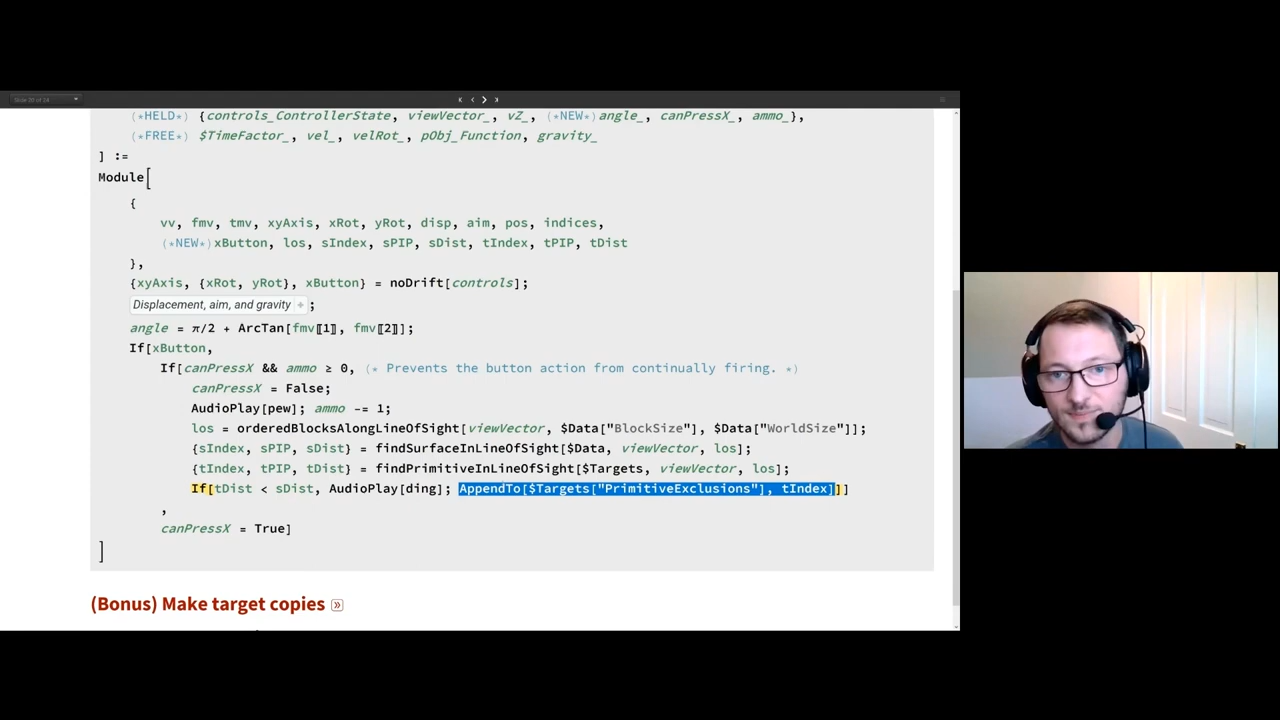 Slide 20 of 14
(*HELD*) {controls_ControllerState, viewVector_, vZ_, (*NEW*)angle_, canPressX_, ammo_},
(*FREE*) $TimeFactor_, vel_, velRot_, pObj_Function, gravity_
] :=
Module[
{
vv, fmv, tmv, xyAxis, xRot, yRot, disp, aim, pos, indices,
(*NEW*)xButton, los, sIndex, sPIP, sDist, tIndex, tPIP, tDist
},
{xyAxis, {xRot, yRot}, xButton} = noDrift[controls];
Displacement, aim, and gravity + ;
angle = π/2 + ArcTan[fmv〚1〛, fmv〚2〛];
If[xButton,
If[canPressX && ammo ≥ 0, (* Prevents the button action from continually firing. *)
canPressX = False;
AudioPlay[pew]; ammo -= 1;
los = orderedBlocksAlongLineOfSight[viewVector, $Data["BlockSize"], $Data["WorldSize"]];
{sIndex, sPIP, sDist} = findSurfaceInLineOfSight[$Data, viewVector, los];
{tIndex, tPIP, tDist} = findPrimitiveInLineOfSight[$Targets, viewVector, los];
If[tDist < sDist, AudioPlay[ding]; AppendTo[$Targets["PrimitiveExclusions"], tIndex]]]
,
canPressX = True]
]
(Bonus) Make target copies »